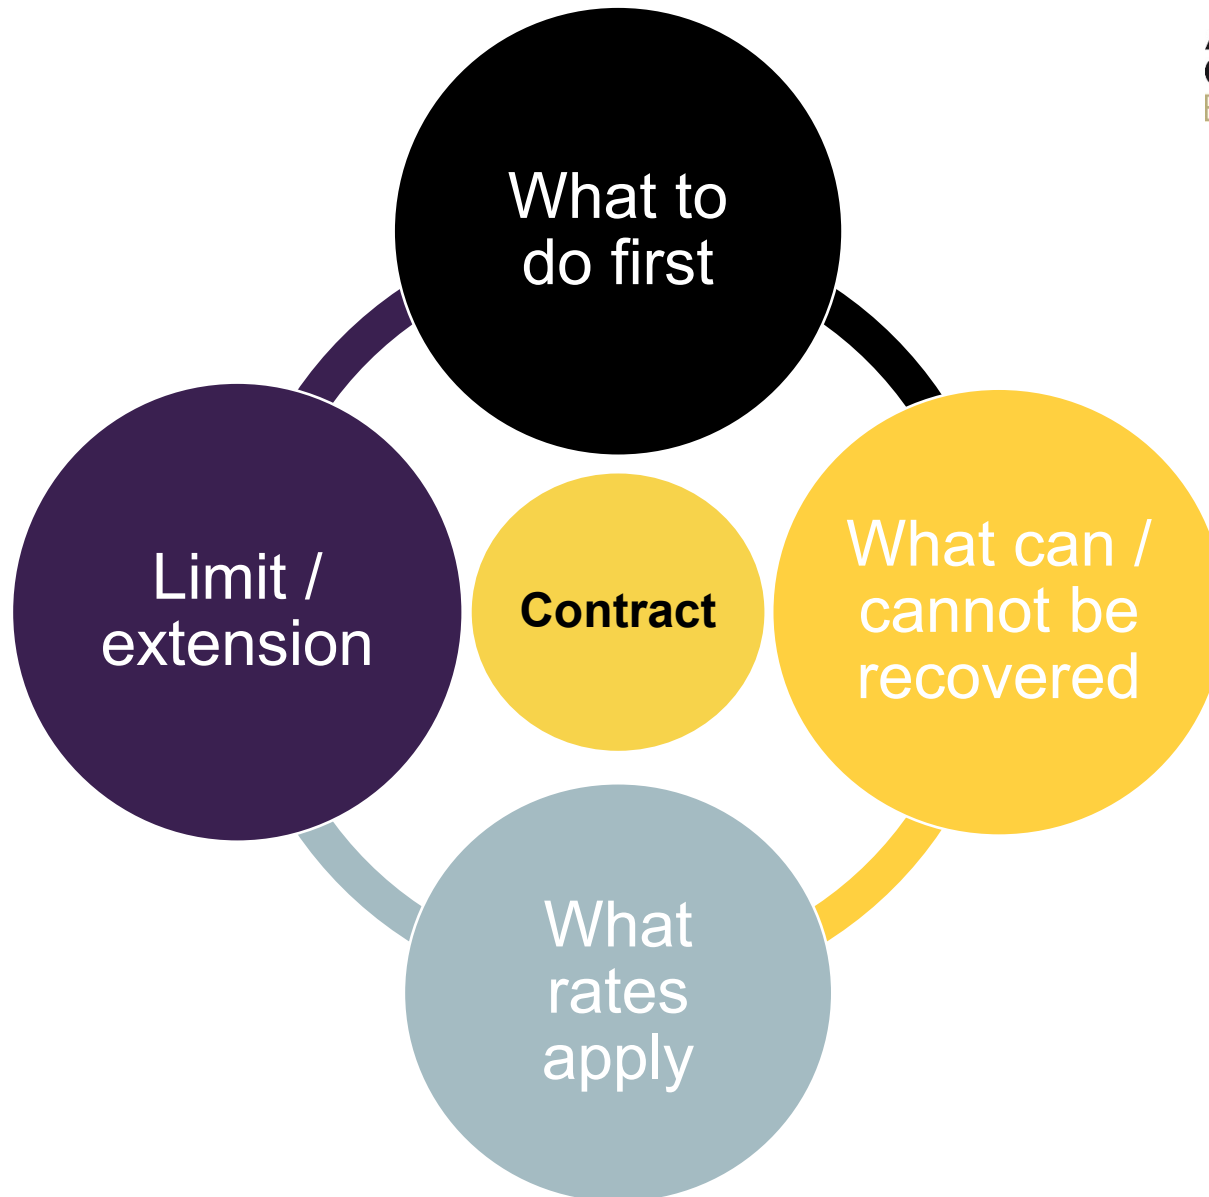 What to
do first
Limit /
extension
Contract
What can /
cannot be
recovered
What
rates
apply